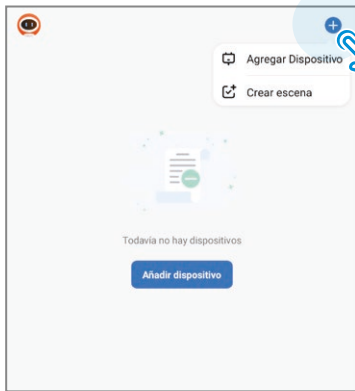 Agregar Dispositivo
Crear escena
Todavía no hay dispositivos
Añadir dispositivo